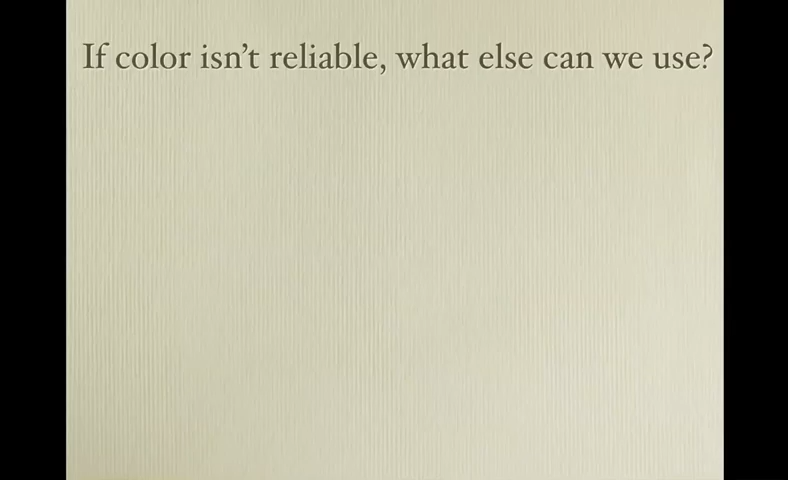 If color isn’t reliable, what else can we use?